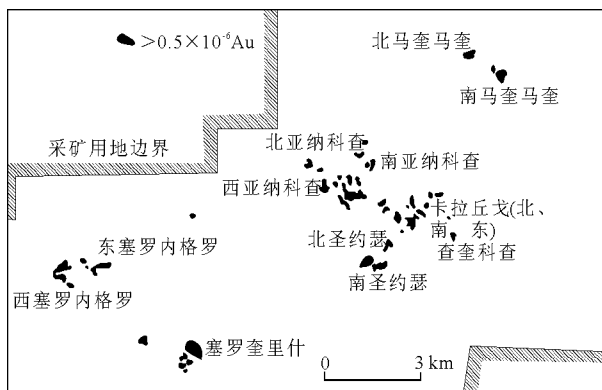 >0.5×10⁻⁶Au
北马奎马奎
南马奎马奎
采矿用地边界
北亚纳科查
南亚纳科查
西亚纳科查
卡拉丘戈(北、
南、东)
北圣约瑟
查奎科查
南圣约瑟
东塞罗内格罗
西塞罗内格罗
塞罗奎里什
0 3 km